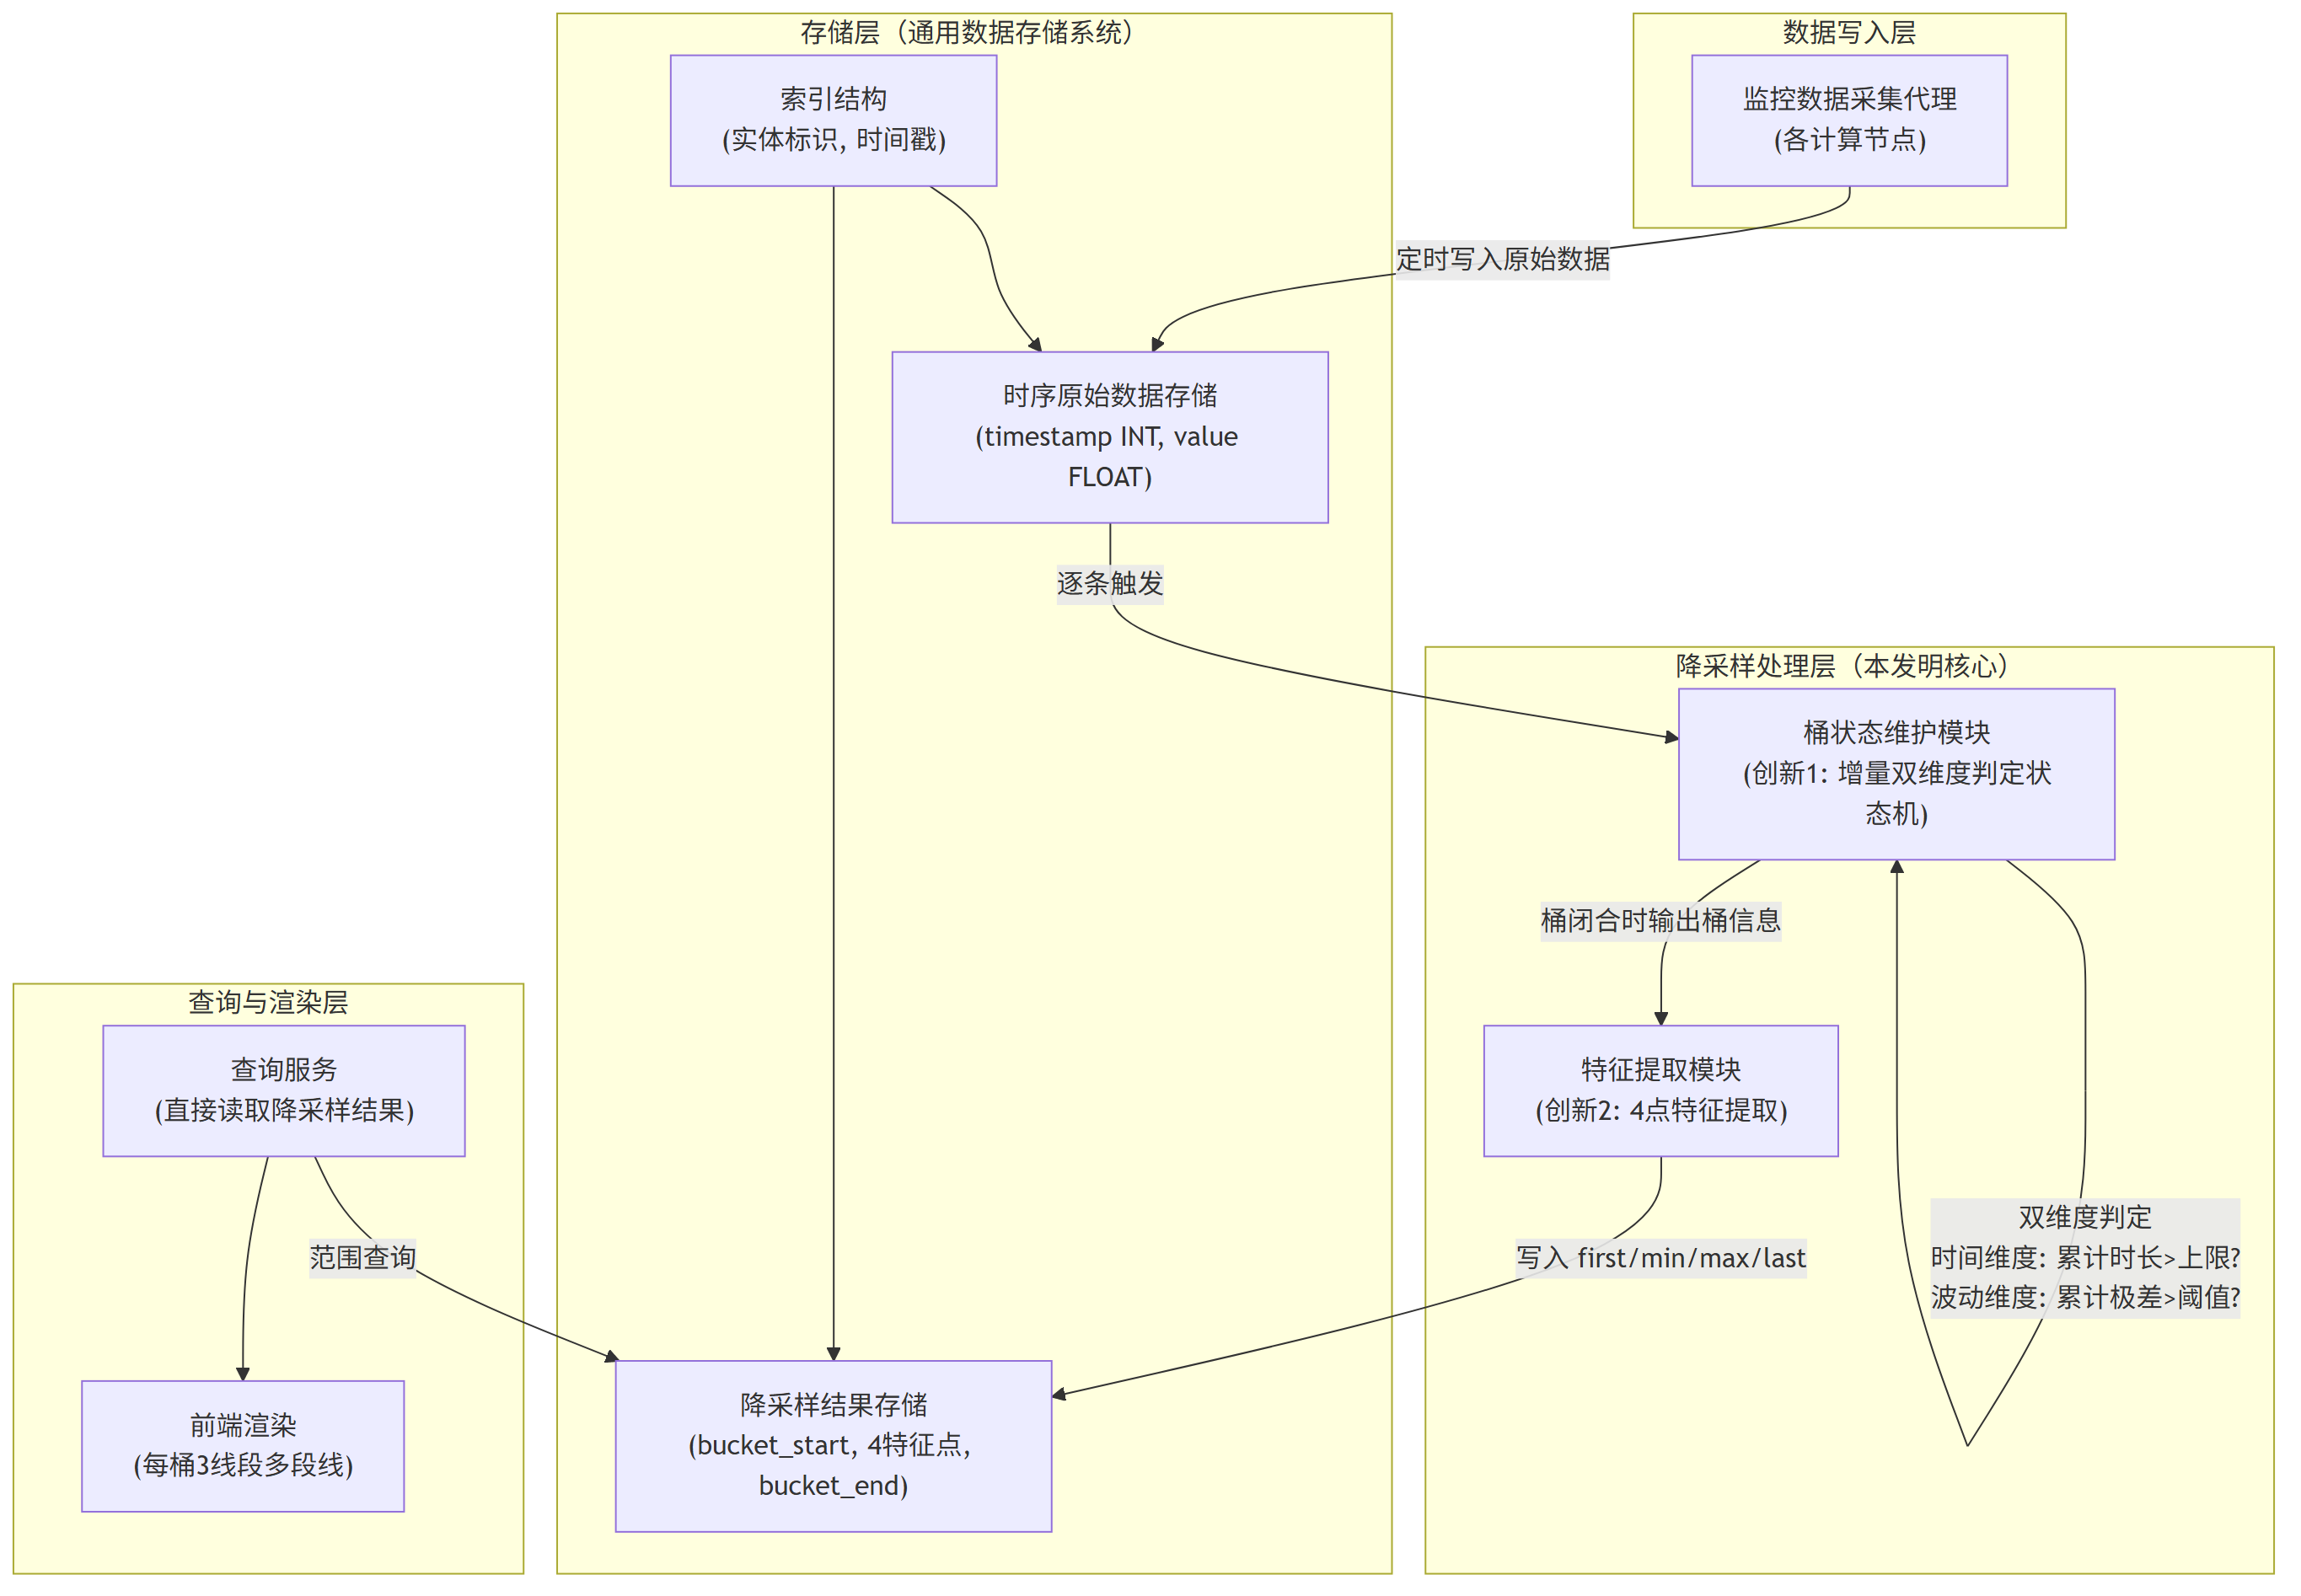 存储层（通用数据存储系统）
索引结构
(实体标识, 时间戳)
数据写入层
监控数据采集代理
(各计算节点)
定时写入原始数据
时序原始数据存储
(timestamp INT, value
FLOAT)
逐条触发
降采样处理层（本发明核心）
桶状态维护模块
(创新1: 增量双维度判定状
态机)
桶闭合时输出桶信息
特征提取模块
(创新2: 4点特征提取)
双维度判定
时间维度: 累计时长>上限?
波动维度: 累计极差>阈值?
写入 first/min/max/last
查询与渲染层
查询服务
(直接读取降采样结果)
范围查询
前端渲染
(每桶3线段多段线)
降采样结果存储
(bucket_start, 4特征点,
bucket_end)